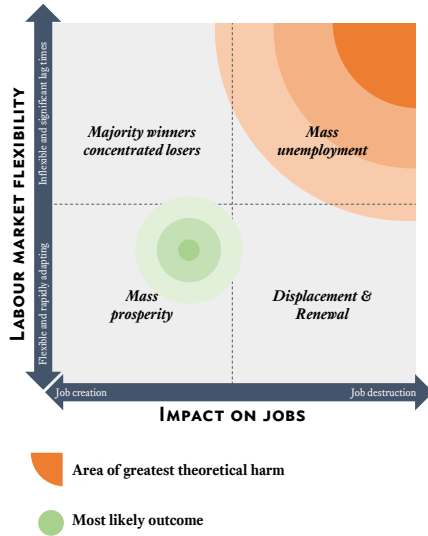 LABOUR MARKET FLEXIBILITY
Inflexible and significant lag times
Flexible and rapidly adapting
Majority winners
concentrated losers
Mass
unemployment
Mass
prosperity
Displacement &
Renewal
Job creation
Job destruction
IMPACT ON JOBS
Area of greatest theoretical harm
Most likely outcome